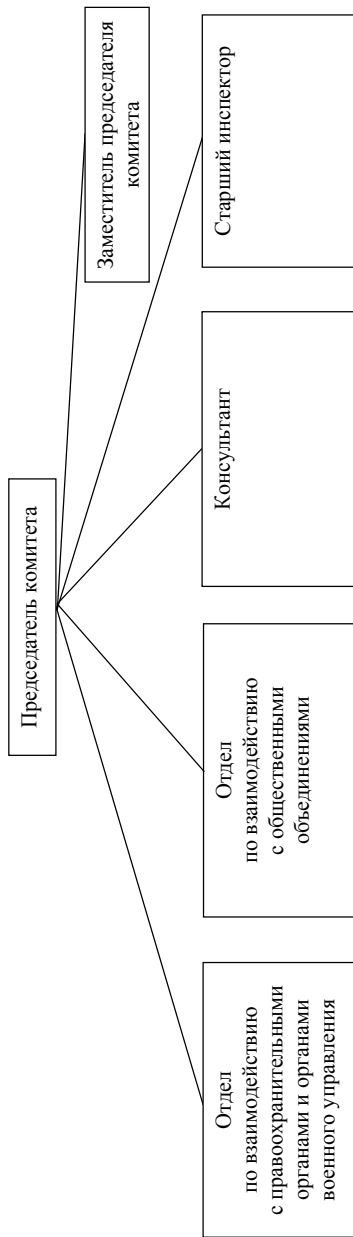 Председатель комитета
Заместитель председателя
комитета
Отдел
по взаимодействию
с правоохранительными
органами и органами
военного управления
Отдел
по взаимодействию
с общественными
объединениями
Консультант
Старший инспектор